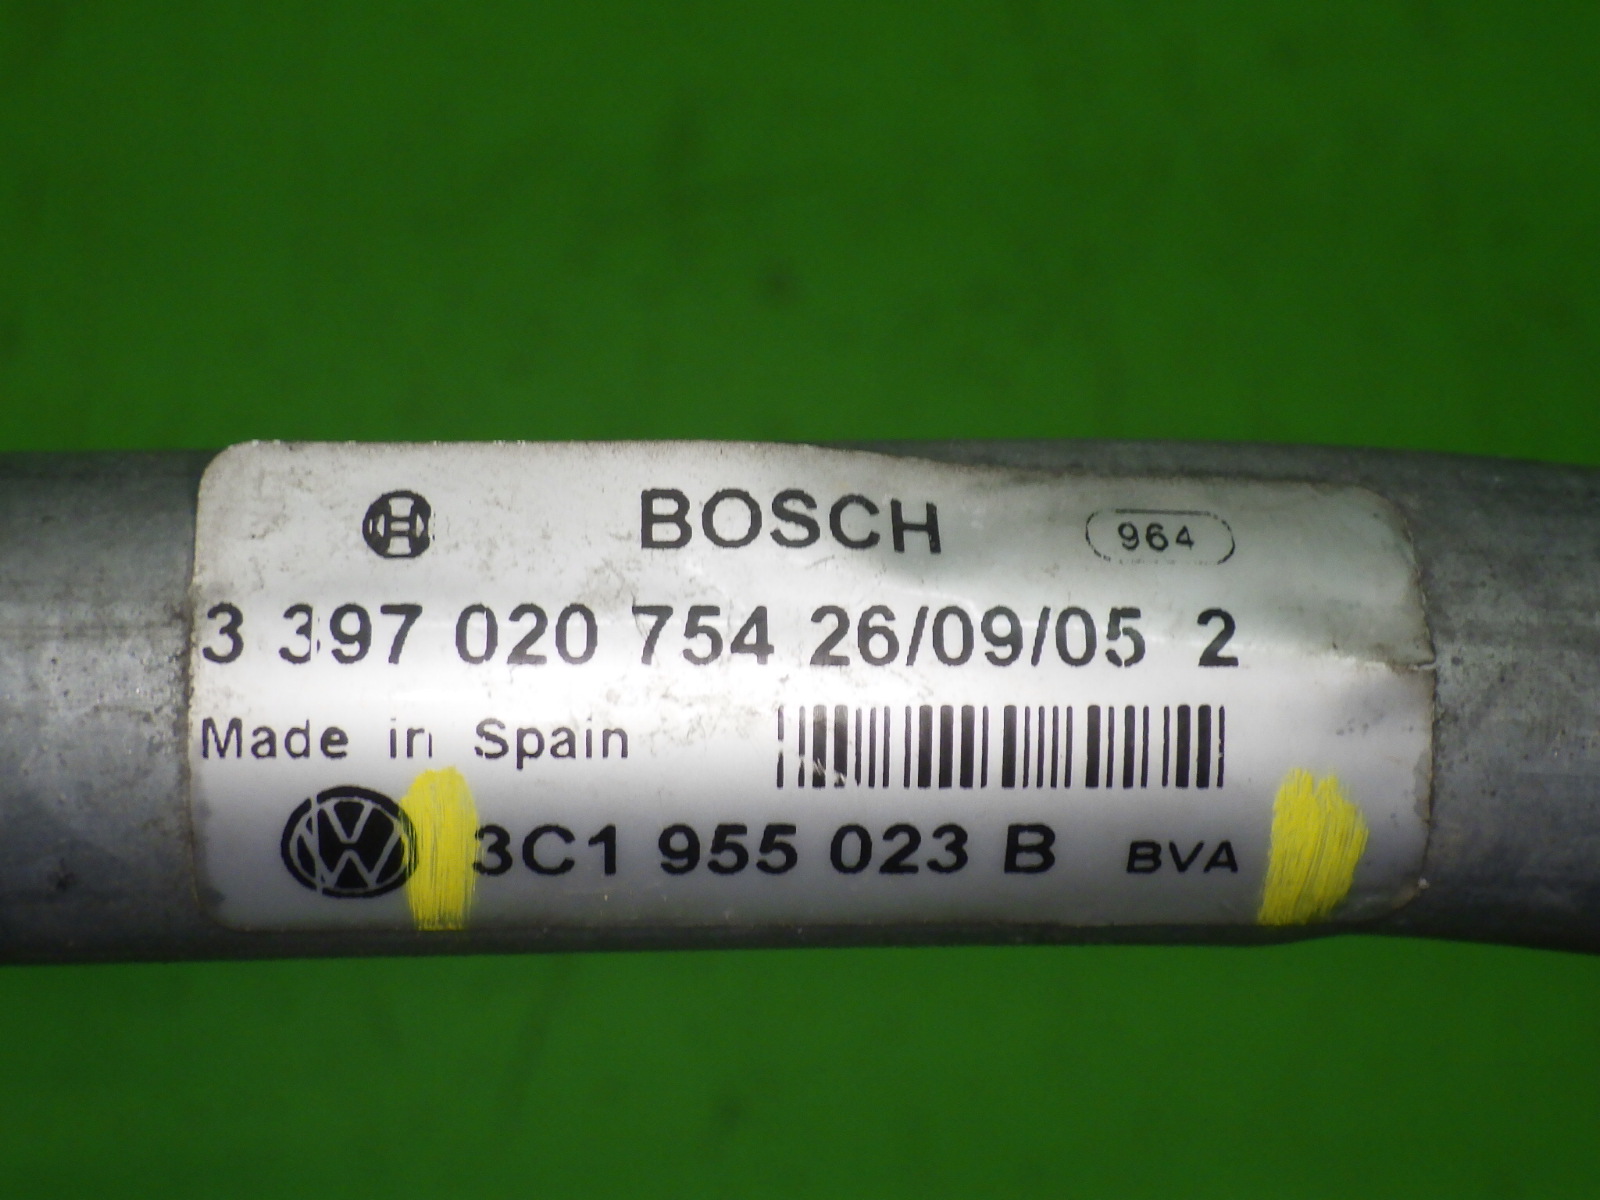 BOSCH 964
3 397 020 754 26/09/05 2
Made in Spain
3C1 955 023 B BVA